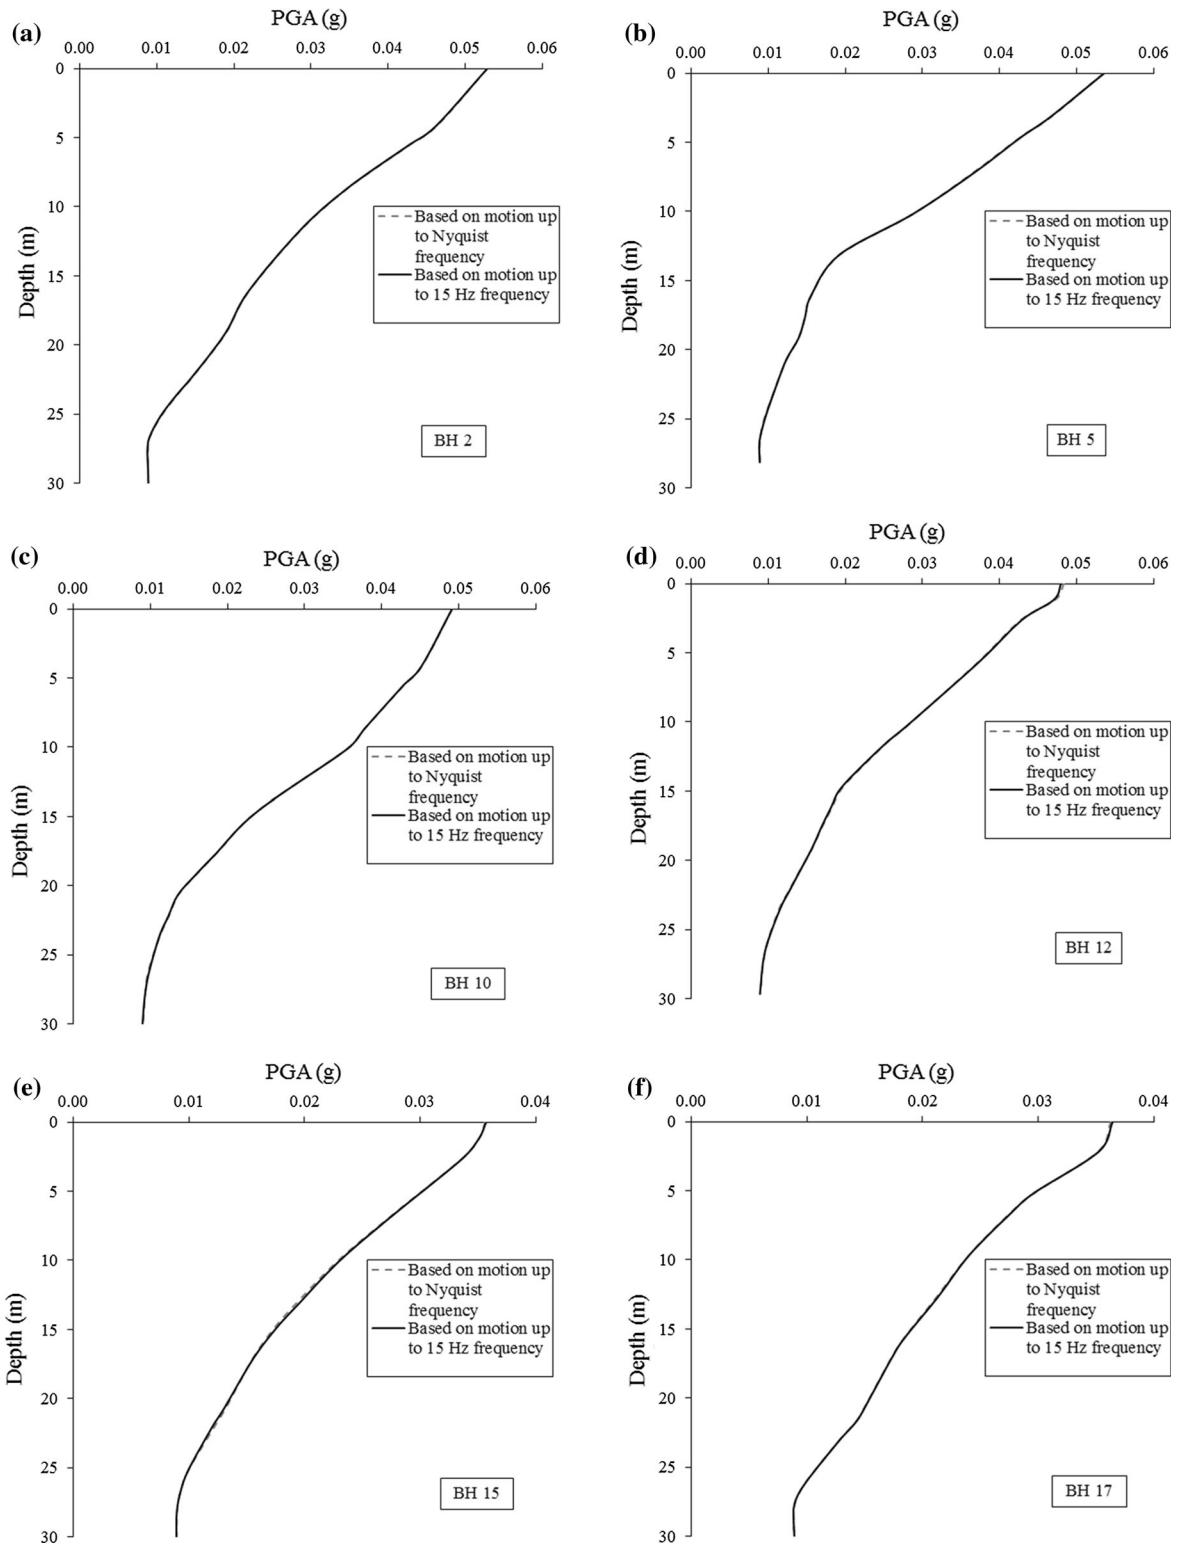 (a)
PGA (g)
0.00 0.01 0.02 0.03 0.04 0.05 0.06
0
5
10
15
20
25
30
Depth (m)
Based on motion up
to Nyquist
frequency
Based on motion up
to 15 Hz frequency
BH 2
(b)
PGA (g)
0.00 0.01 0.02 0.03 0.04 0.05 0.06
0
5
10
15
20
25
30
Depth (m)
Based on motion up
to Nyquist
frequency
Based on motion up
to 15 Hz frequency
BH 5
(c)
PGA (g)
0.00 0.01 0.02 0.03 0.04 0.05 0.06
0
5
10
15
20
25
30
Depth (m)
Based on motion up
to Nyquist
frequency
Based on motion up
to 15 Hz frequency
BH 10
(d)
PGA (g)
0.00 0.01 0.02 0.03 0.04 0.05 0.06
0
5
10
15
20
25
30
Depth (m)
Based on motion up
to Nyquist
frequency
Based on motion up
to 15 Hz frequency
BH 12
(e)
PGA (g)
0.00 0.01 0.02 0.03 0.04
0
5
10
15
20
25
30
Depth (m)
Based on motion up
to Nyquist
frequency
Based on motion up
to 15 Hz frequency
BH 15
(f)
PGA (g)
0.00 0.01 0.02 0.03 0.04
0
5
10
15
20
25
30
Depth (m)
Based on motion up
to Nyquist
frequency
Based on motion up
to 15 Hz frequency
BH 17